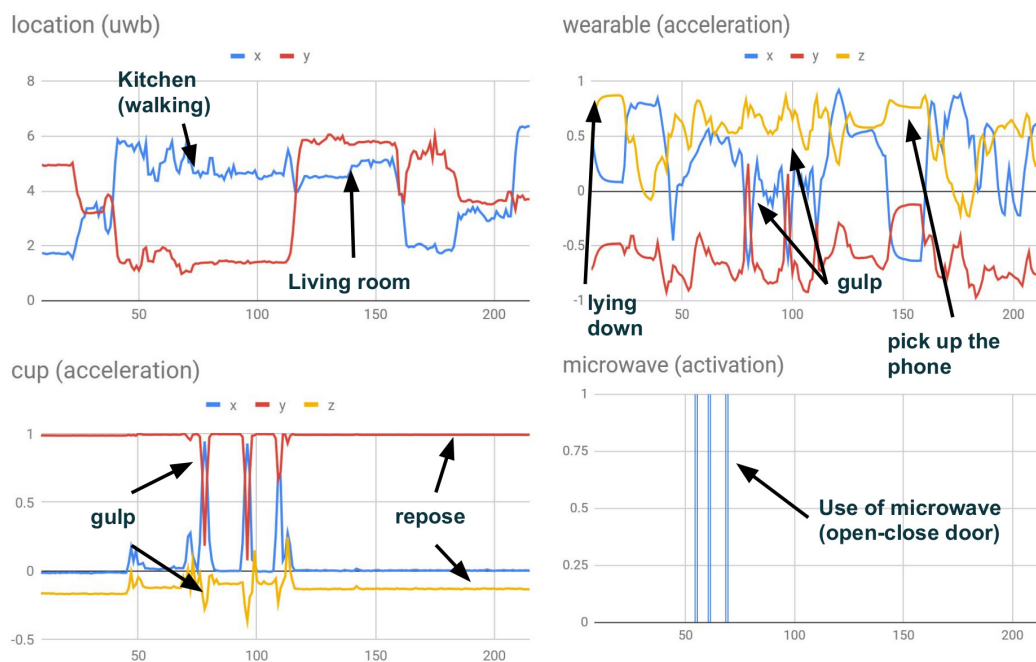 location (uwb)
x y
8
6
4
2
0
50 100 150 200
Kitchen
(walking)
Living room
wearable (acceleration)
x y z
1
0.5
0
-0.5
-1
50 100 150 200
lying
down
gulp
pick up the
phone
cup (acceleration)
x y z
1
0.5
0
-0.5
50 100 150 200
gulp
repose
microwave (activation)
1
0.75
0.5
0.25
0
50 100 150 200
Use of microwave
(open-close door)